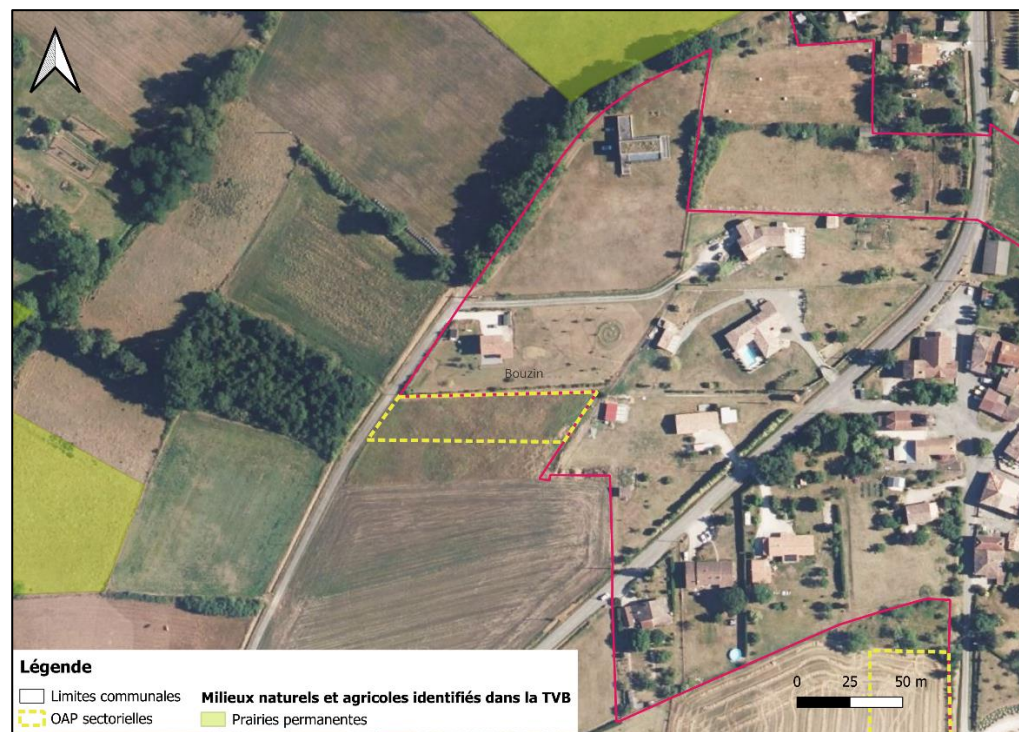 Bouzin
0 25 50 m
Légende
Limites communales
OAP sectorielles
Milieux naturels et agricoles identifiés dans la TVB
Prairies permanentes